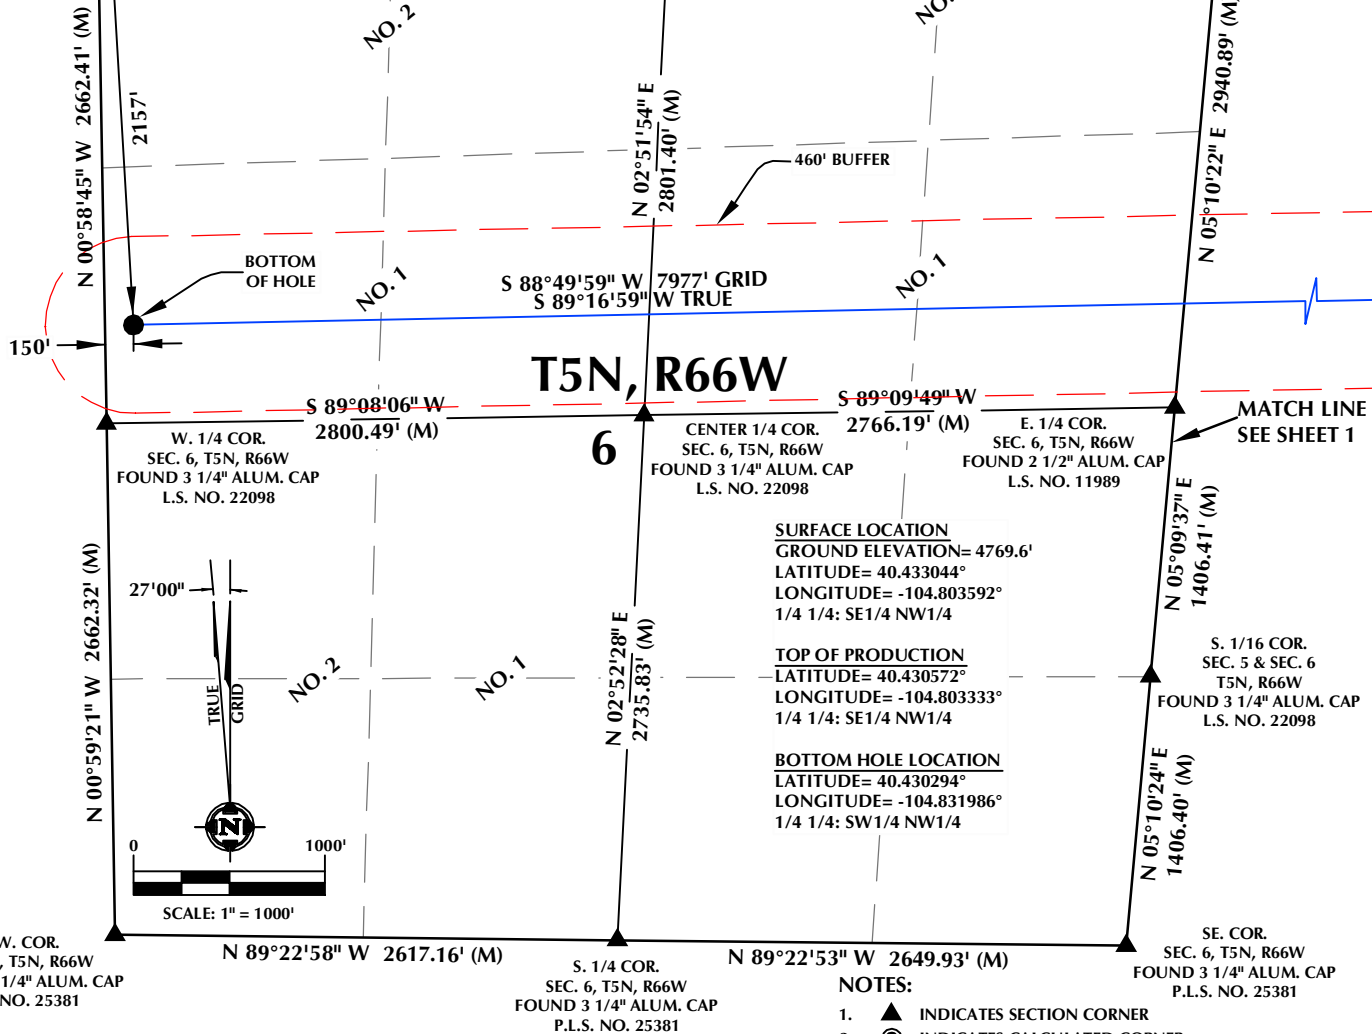 NO. 2
NO.
N 00°58'45" W 2662.41' (M)
2157'
N 02°51'54" E
2801.40' (M)
N 05°10'22" E 2940.89' (M)
460' BUFFER
BOTTOM
OF HOLE
NO. 1
S 88°49'59" W 7977' GRID
S 89°16'59" W TRUE
NO. 1
150'
T5N, R66W
S 89°08'06" W
2800.49' (M)
S 89°09'49" W
2766.19' (M)
MATCH LINE
SEE SHEET 1
W. 1/4 COR.
SEC. 6, T5N, R66W
FOUND 3 1/4" ALUM. CAP
L.S. NO. 22098
6
CENTER 1/4 COR.
SEC. 6, T5N, R66W
FOUND 3 1/4" ALUM. CAP
L.S. NO. 22098
E. 1/4 COR.
SEC. 6, T5N, R66W
FOUND 2 1/2" ALUM. CAP
L.S. NO. 11989
N 05°09'37" E
1406.41' (M)
SURFACE LOCATION
GROUND ELEVATION= 4769.6'
LATITUDE= 40.433044°
LONGITUDE= -104.803592°
1/4 1/4: SE1/4 NW1/4
TOP OF PRODUCTION
LATITUDE= 40.430572°
LONGITUDE= -104.803333°
1/4 1/4: SE1/4 NW1/4
BOTTOM HOLE LOCATION
LATITUDE= 40.430294°
LONGITUDE= -104.831986°
1/4 1/4: SW1/4 NW1/4
N 00°59'21" W 2662.32' (M)
27'00"
TRUE
GRID
NO. 2
NO. 1
N 02°52'28" E
2735.83' (M)
S. 1/16 COR.
SEC. 5 & SEC. 6
T5N, R66W
FOUND 3 1/4" ALUM. CAP
L.S. NO. 22098
N 05°10'24" E
1406.40' (M)
N
0 1000'
SCALE: 1" = 1000'
W. COR.
, T5N, R66W
1/4" ALUM. CAP
NO. 25381
N 89°22'58" W 2617.16' (M)
S. 1/4 COR.
SEC. 6, T5N, R66W
FOUND 3 1/4" ALUM. CAP
P.L.S. NO. 25381
N 89°22'53" W 2649.93' (M)
SE. COR.
SEC. 6, T5N, R66W
FOUND 3 1/4" ALUM. CAP
P.L.S. NO. 25381
NOTES:
1. INDICATES SECTION CORNER
INDICATES CALCULATED CORNER